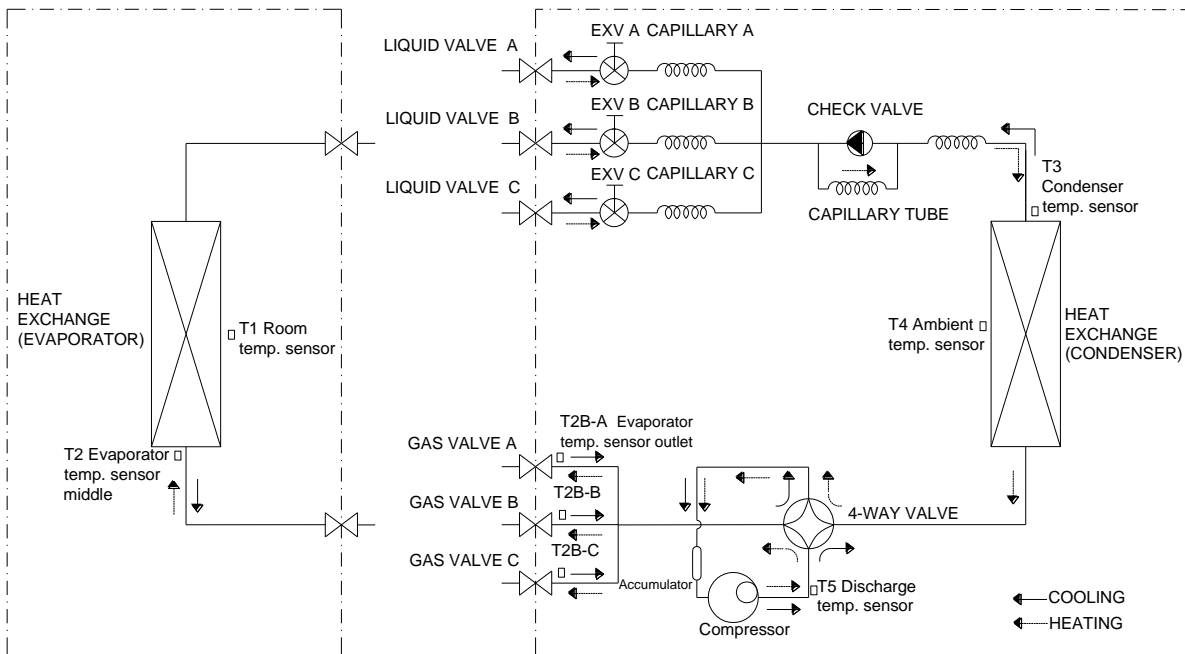 EXV A CAPILLARY A
LIQUID VALVE A
EXV B CAPILLARY B
LIQUID VALVE B
CHECK VALVE
EXV C CAPILLARY C
LIQUID VALVE C
CAPILLARY TUBE
T3
Condenser
temp. sensor
HEAT
EXCHANGE
(EVAPORATOR)
T1 Room
temp. sensor
T4 Ambient
temp. sensor
HEAT
EXCHANGE
(CONDENSER)
T2 Evaporator
temp. sensor
middle
T2B-A Evaporator
temp. sensor outlet
GAS VALVE A
T2B-B
GAS VALVE B
4-WAY VALVE
T2B-C
GAS VALVE C
Accumulator
T5 Discharge
temp. sensor
Compressor
COOLING
HEATING